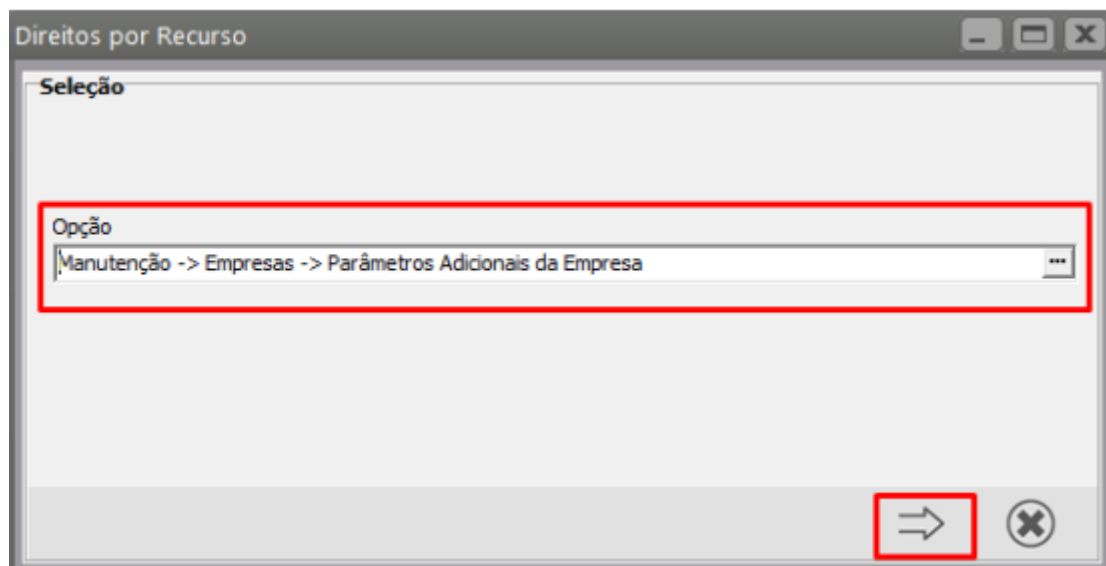 Direitos por Recurso
Seleção
Opção
Manutenção -> Empresas -> Parâmetros Adicionais da Empresa
...